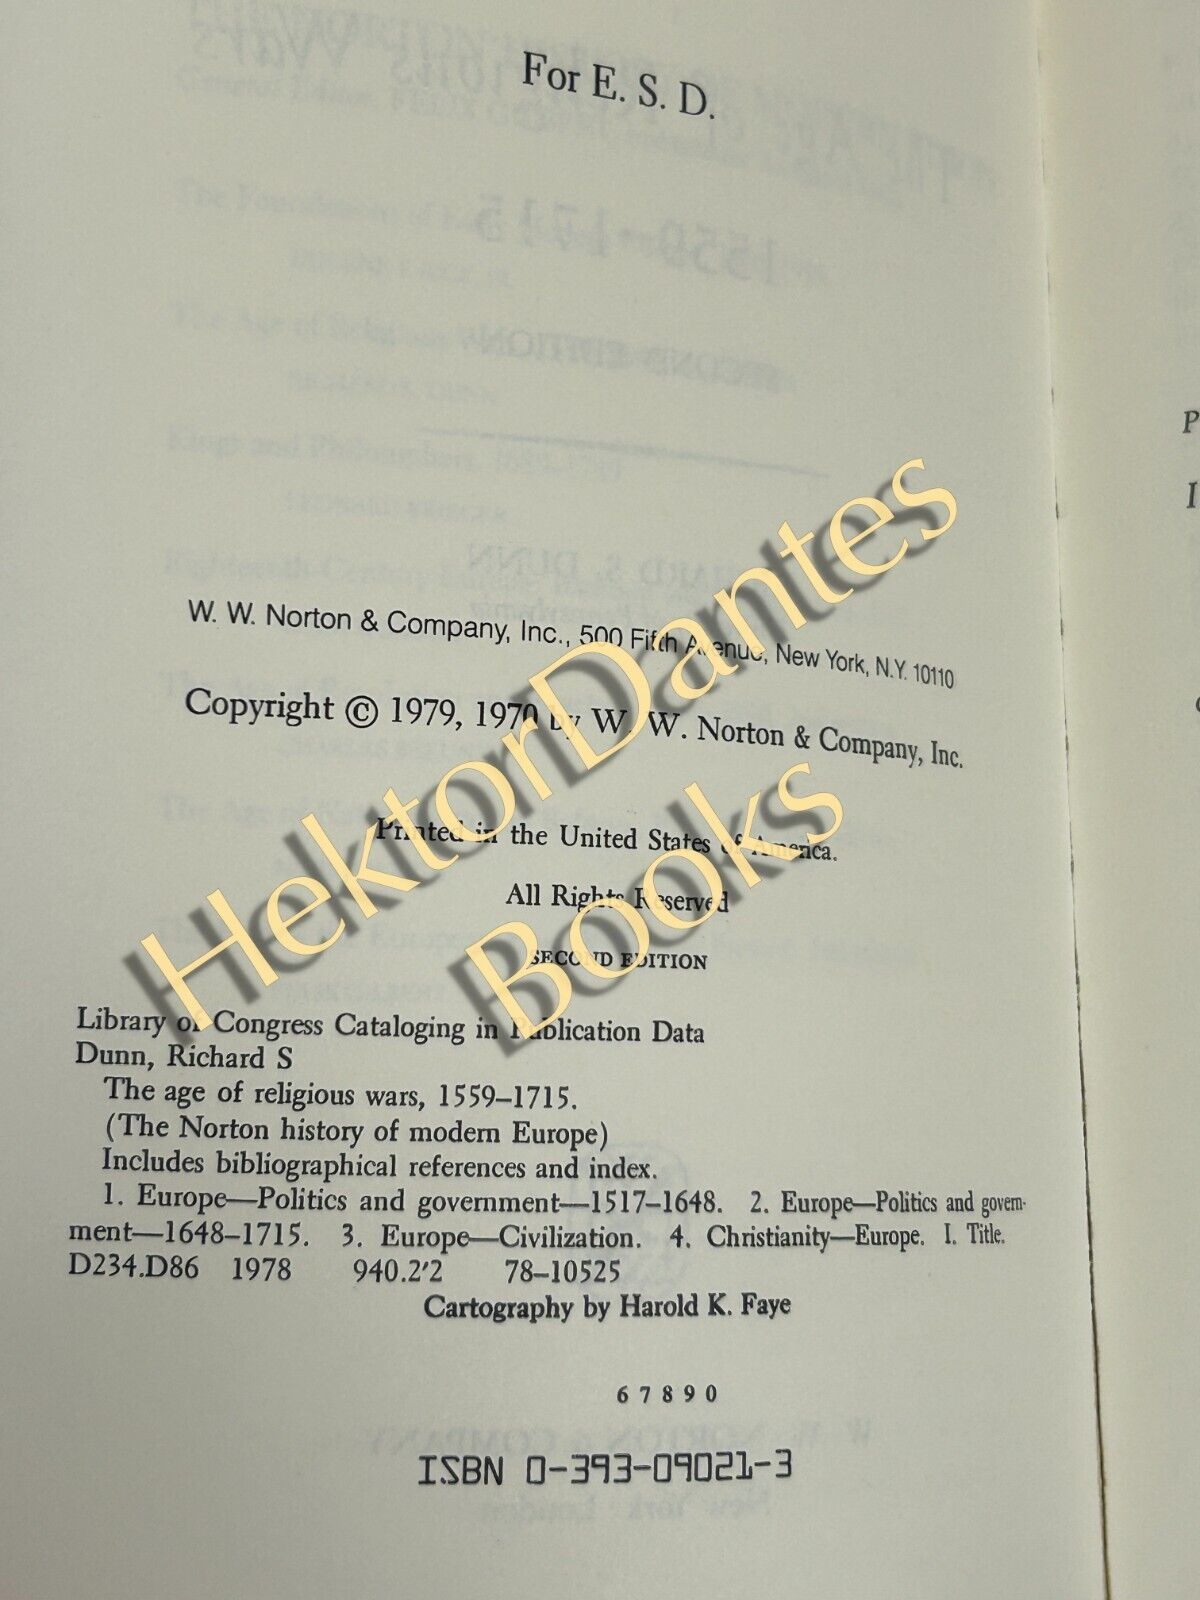 For E. S. D.
W. W. Norton & Company, Inc., 500 Fifth Avenue, New York, N.Y. 10110
Copyright © 1979, 1970 by W. W. Norton & Company, Inc.
Printed in the United States of America.
All Rights Reserved
SECOND EDITION
Library of Congress Cataloging in Publication Data
Dunn, Richard S
The age of religious wars, 1559–1715.
(The Norton history of modern Europe)
Includes bibliographical references and index.
1. Europe—Politics and government—1517–1648. 2. Europe—Politics and govern-
ment—1648–1715. 3. Europe—Civilization. 4. Christianity—Europe. I. Title.
D234.D86 1978 940.2'2 78–10525
Cartography by Harold K. Faye
6 7 8 9 0
ISBN 0-393-09021-3
HektorDantes
Books